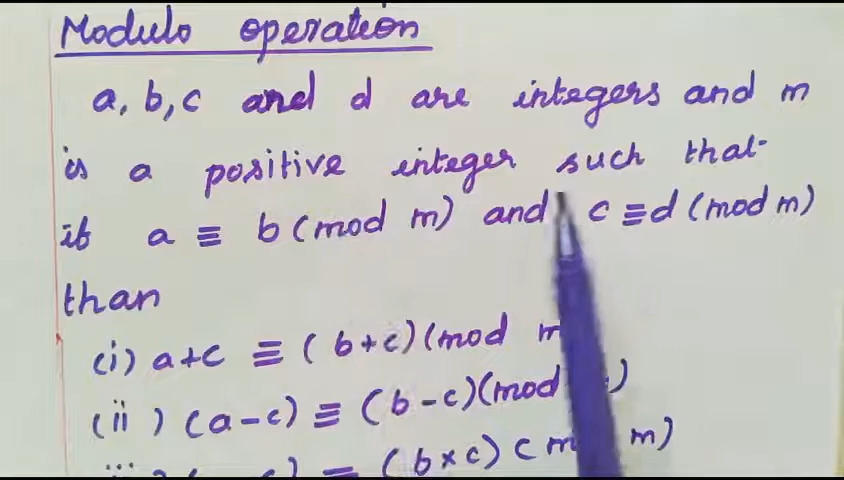 Modulo operation
a, b, c and d are integers and m
is a positive integer such that
if a ≡ b (mod m) and c ≡ d (mod m)
than
(i) a+c ≡ (b+c) (mod m
(ii) (a-c) ≡ (b-c) (mod )
c) = (b×c) c m m)